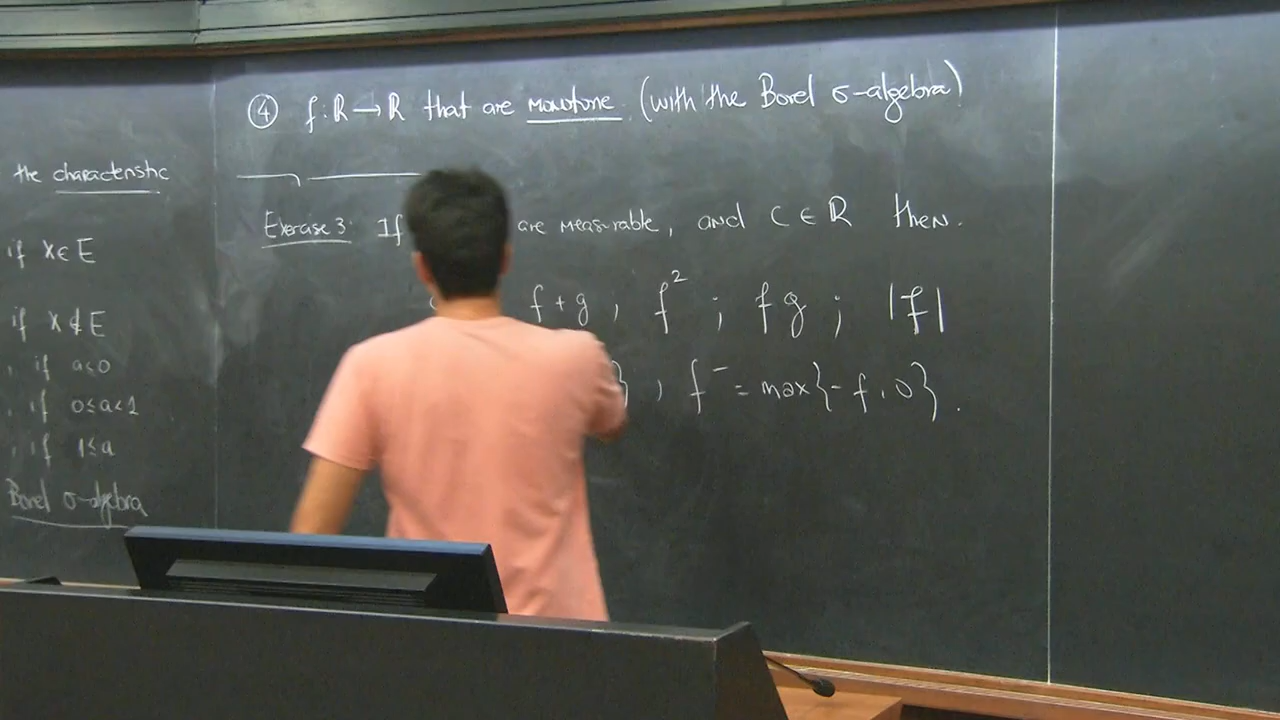 the characteristic
if x ∈ E
if x ∉ E
, if a<0
, if 0≤a<1
, if 1≤a
Borel σ-algebra
④ f: R → R that are monotone (with the Borel σ-algebra)
Exercise 3: If are measurable, and C ∈ R then.
f+g, f²; fg; |f|
}, f⁻ = max{-f, 0}.